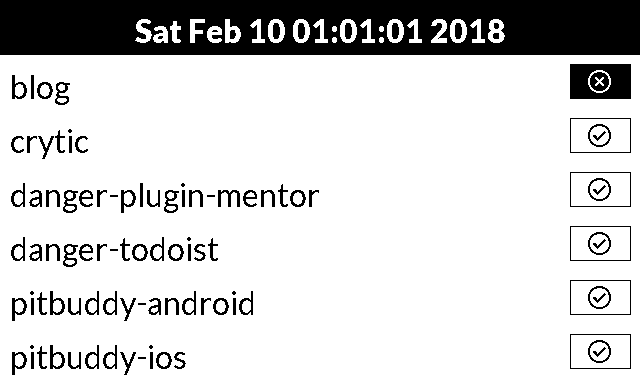 Sat Feb 10 01:01:01 2018
blog
crytic
danger-plugin-mentor
danger-todoist
pitbuddy-android
pitbuddy-ios